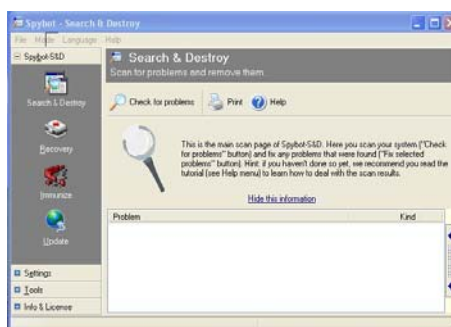 Spybot - Search & Destroy
File Mode Language Help
Spybot-S&D
Search & Destroy
Recovery
Immunize
Update
Settings
Tools
Info & License
Search & Destroy
Scan for problems and remove them.
Check for problems Print Help
This is the main scan page of Spybot-S&D. Here you scan your system ("Check
for problems" button) and fix any problems that were found ("Fix selected
problems" button). Hint: if you haven't done so yet, we recommend you read the
tutorial (see Help menu) to learn how to deal with the scan results.
Hide this information
Problem Kind